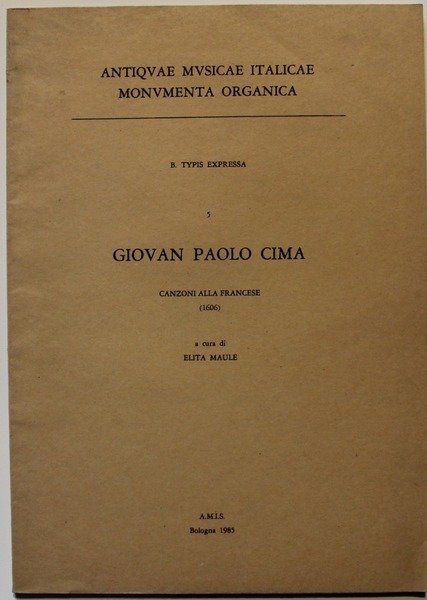 ANTIQVAE MVSICAE ITALICAE
MONVMENTA ORGANICA
B. TYPIS EXPRESSA
5
GIOVAN PAOLO CIMA
CANZONI ALLA FRANCESE
(1606)
a cura di
ELITA MAULE
A.M.I.S.
Bologna 1985